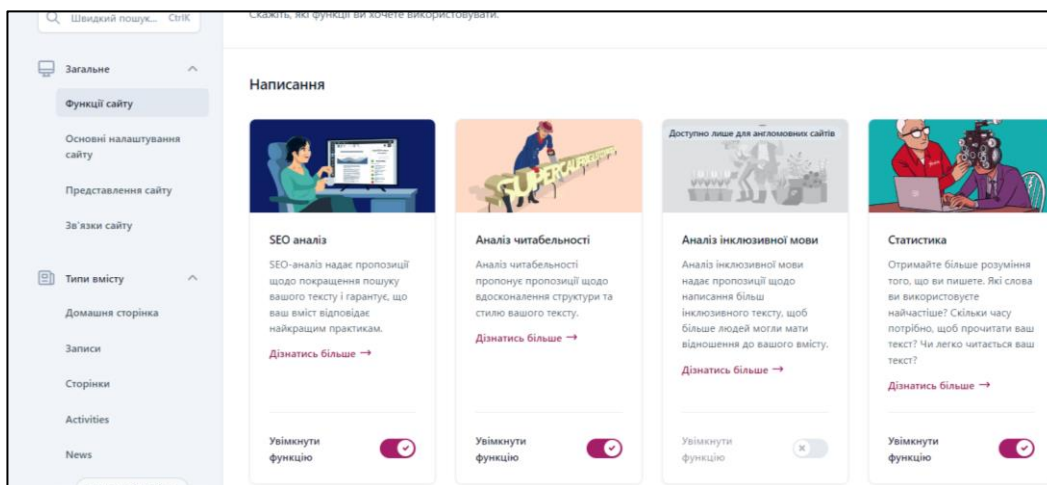 Швидкий пошук... CtrlK
Загальне
Функції сайту
Основні налаштування
сайту
Представлення сайту
Зв'язки сайту
Типи вмісту
Домашня сторінка
Записи
Сторінки
Activities
News
Скажіть, які функції ви хочете використовувати.
Написання
SEO аналіз
SEO-аналіз надає пропозиції
щодо покращення пошуку
вашого тексту і гарантує, що
ваш вміст відповідає
найкращим практикам.
Дізнатись більше →
Увімкнути
функцію
SUPERCALIFRAGILISTIC
Аналіз читабельності
Аналіз читабельності
пропонує пропозиції щодо
вдосконалення структури та
стилю вашого тексту.
Дізнатись більше →
Увімкнути
функцію
Доступно лише для англомовних сайтів
Аналіз інклюзивної мови
Аналіз інклюзивної мови
надає пропозиції щодо
написання більш
інклюзивного тексту, щоб
більше людей могли мати
відношення до вашого вмісту.
Дізнатись більше →
Увімкнути
функцію
Статистика
Отримайте більше розуміння
того, що ви пишете. Які слова
ви використовуєте
найчастіше? Скільки часу
потрібно, щоб прочитати ваш
текст? Чи легко читається ваш
текст?
Дізнатись більше →
Увімкнути
функцію